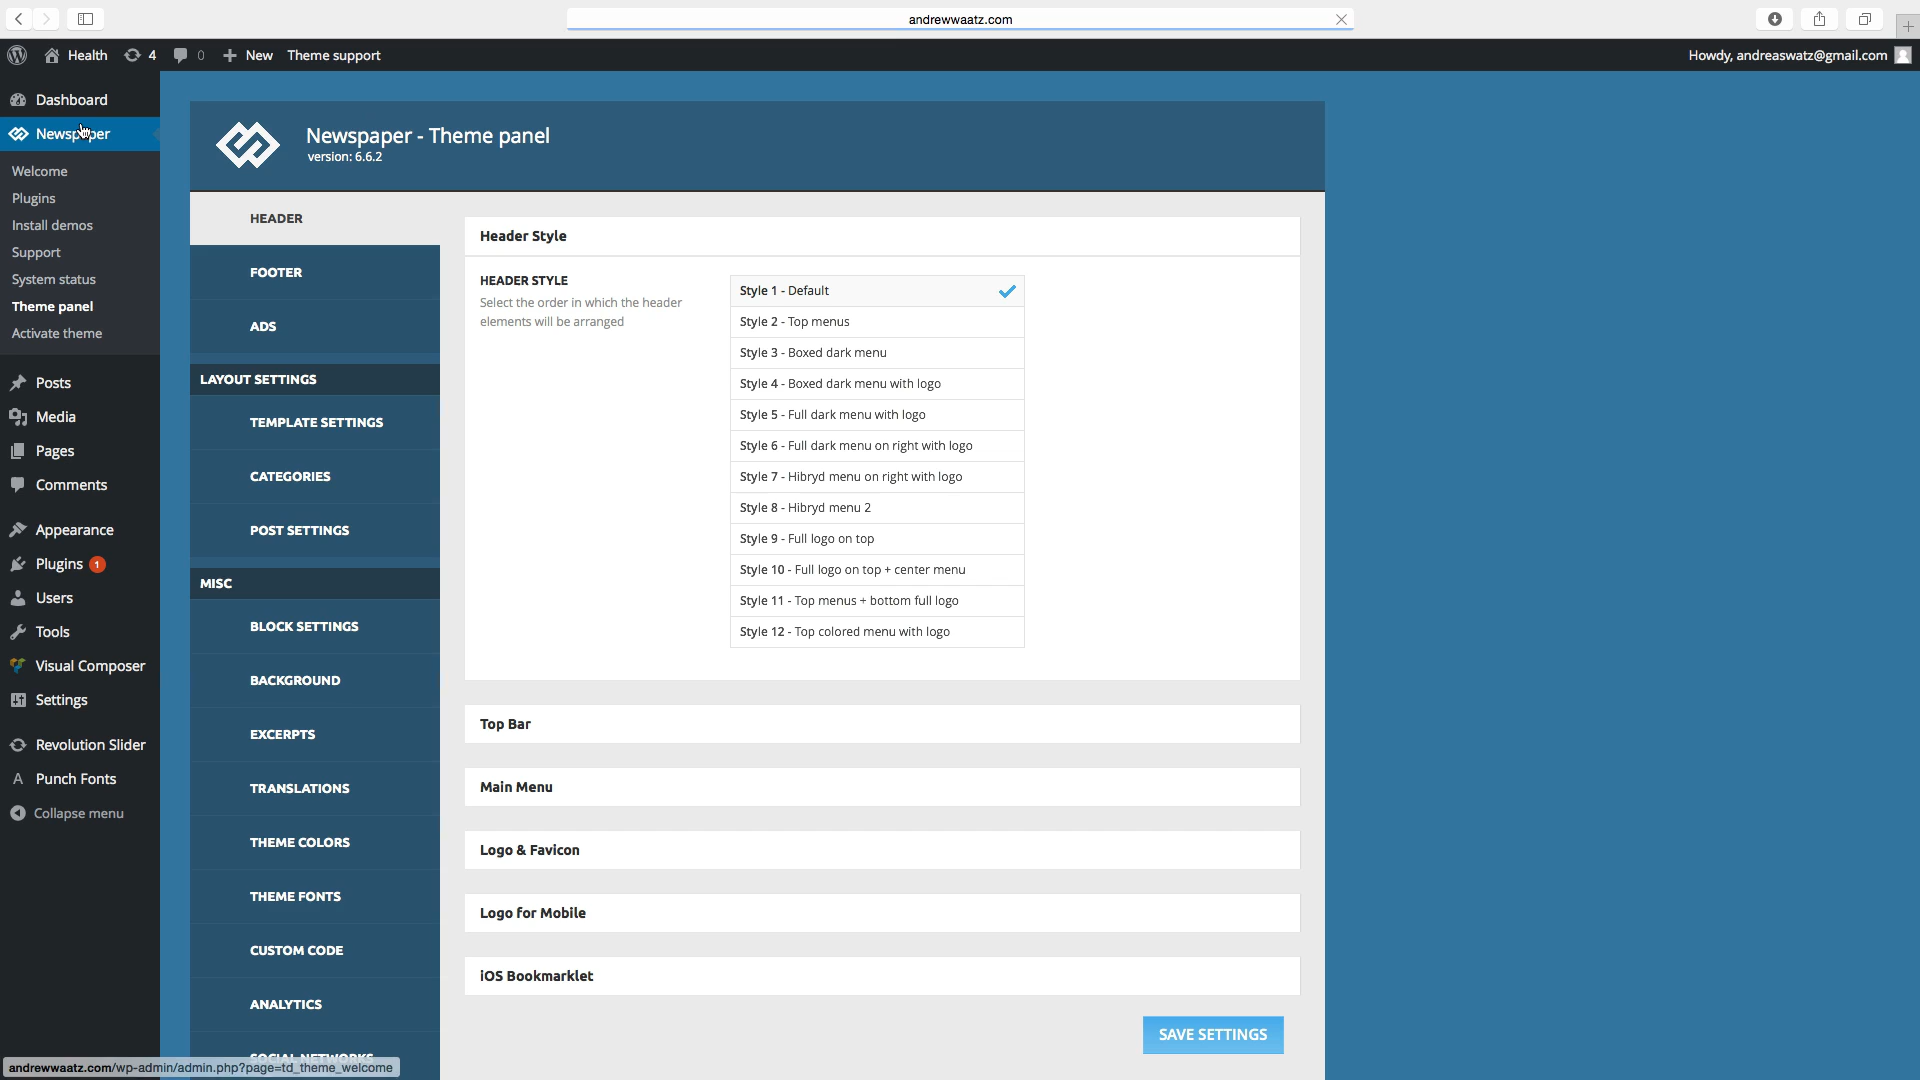 andrewwaatz.com
Health
4
0
New
Theme support
Howdy, andreaswatz@gmail.com
Dashboard
Newspaper
Welcome
Plugins
Install demos
Support
System status
Theme panel
Activate theme
Posts
Media
Pages
Comments
Appearance
Plugins 1
Users
Tools
Visual Composer
Settings
Revolution Slider
Punch Fonts
Collapse menu
Newspaper - Theme panel
version: 6.6.2
HEADER
FOOTER
ADS
LAYOUT SETTINGS
TEMPLATE SETTINGS
CATEGORIES
POST SETTINGS
MISC
BLOCK SETTINGS
BACKGROUND
EXCERPTS
TRANSLATIONS
THEME COLORS
THEME FONTS
CUSTOM CODE
ANALYTICS
SOCIAL NETWORKS
Header Style
HEADER STYLE
Select the order in which the header
elements will be arranged
Style 1 - Default
Style 2 - Top menus
Style 3 - Boxed dark menu
Style 4 - Boxed dark menu with logo
Style 5 - Full dark menu with logo
Style 6 - Full dark menu on right with logo
Style 7 - Hibryd menu on right with logo
Style 8 - Hibryd menu 2
Style 9 - Full logo on top
Style 10 - Full logo on top + center menu
Style 11 - Top menus + bottom full logo
Style 12 - Top colored menu with logo
Top Bar
Main Menu
Logo & Favicon
Logo for Mobile
iOS Bookmarklet
SAVE SETTINGS
andrewwaatz.com/wp-admin/admin.php?page=td_theme_welcome